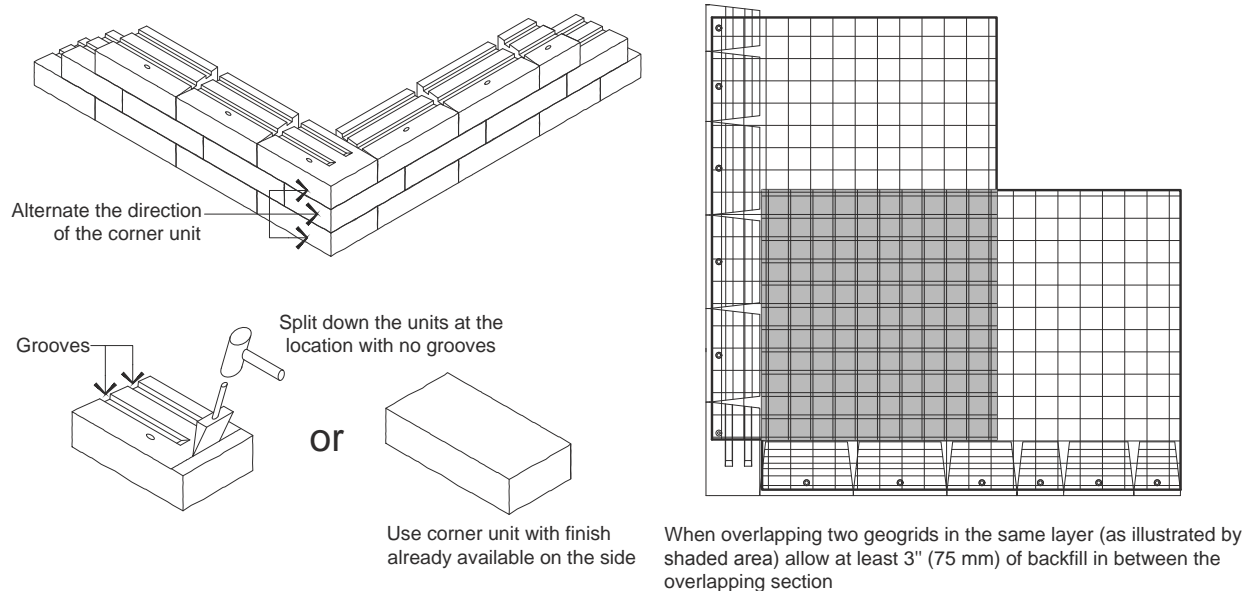 Alternate the direction
of the corner unit
Split down the units at the
location with no grooves
Grooves
or
Use corner unit with finish
already available on the side
When overlapping two geogrids in the same layer (as illustrated by
shaded area) allow at least 3" (75 mm) of backfill in between the
overlapping section